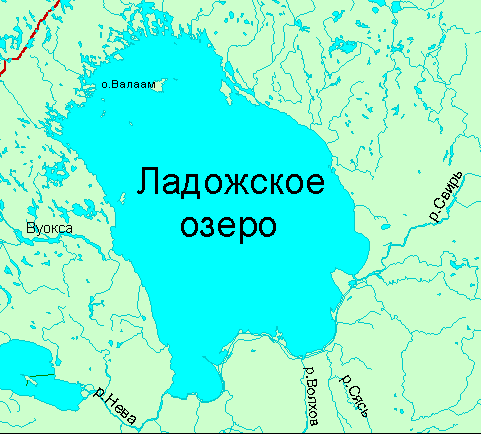 о.Валаам
Ладожское
озеро
р.Свирь
Вуокса
р.Нева
р.Волхов
р.Сясь